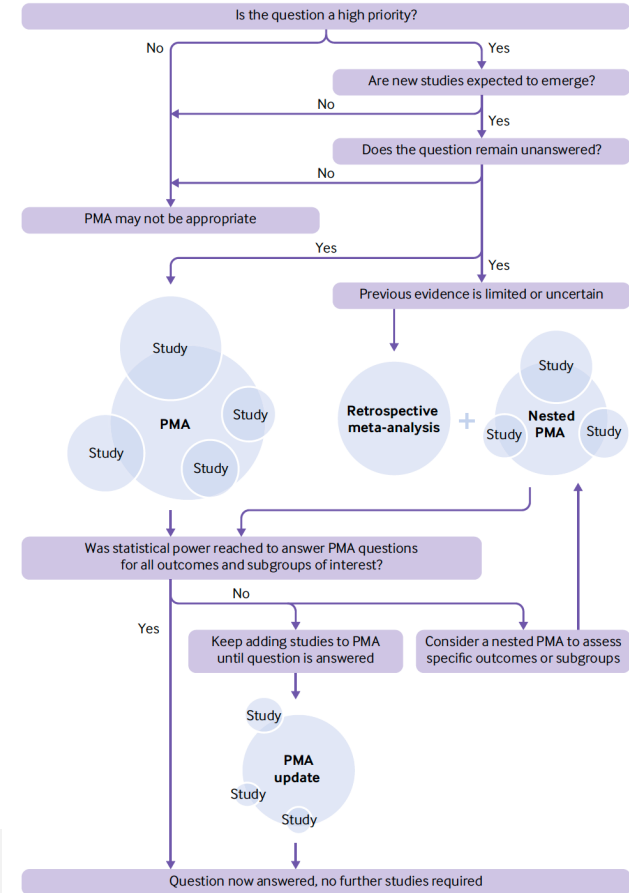 Is the question a high priority?
No
Yes
Are new studies expected to emerge?
No
Yes
Does the question remain unanswered?
No
PMA may not be appropriate
Yes
Yes
Previous evidence is limited or uncertain
Study
PMA
Study
Study
Study
Retrospective
meta-analysis
+
Study
Nested
PMA
Study
Study
Was statistical power reached to answer PMA questions
for all outcomes and subgroups of interest?
No
Yes
Keep adding studies to PMA
until question is answered
Consider a nested PMA to assess
specific outcomes or subgroups
Study
PMA
update
Study
Study
Question now answered, no further studies required